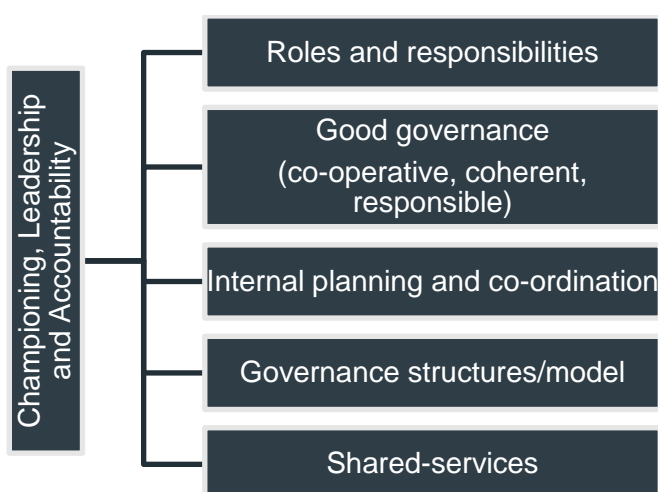 Championing, Leadership
and Accountability
Roles and responsibilities
Good governance
(co-operative, coherent,
responsible)
Internal planning and co-ordination
Governance structures/model
Shared-services